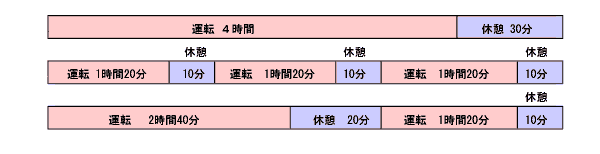 運転 4時間 休憩 30分
休憩 休憩 休憩
運転 1時間20分 10分 運転 1時間20分 10分 運転 1時間20分 10分
休憩
運転 2時間40分 休憩 20分 運転 1時間20分 10分